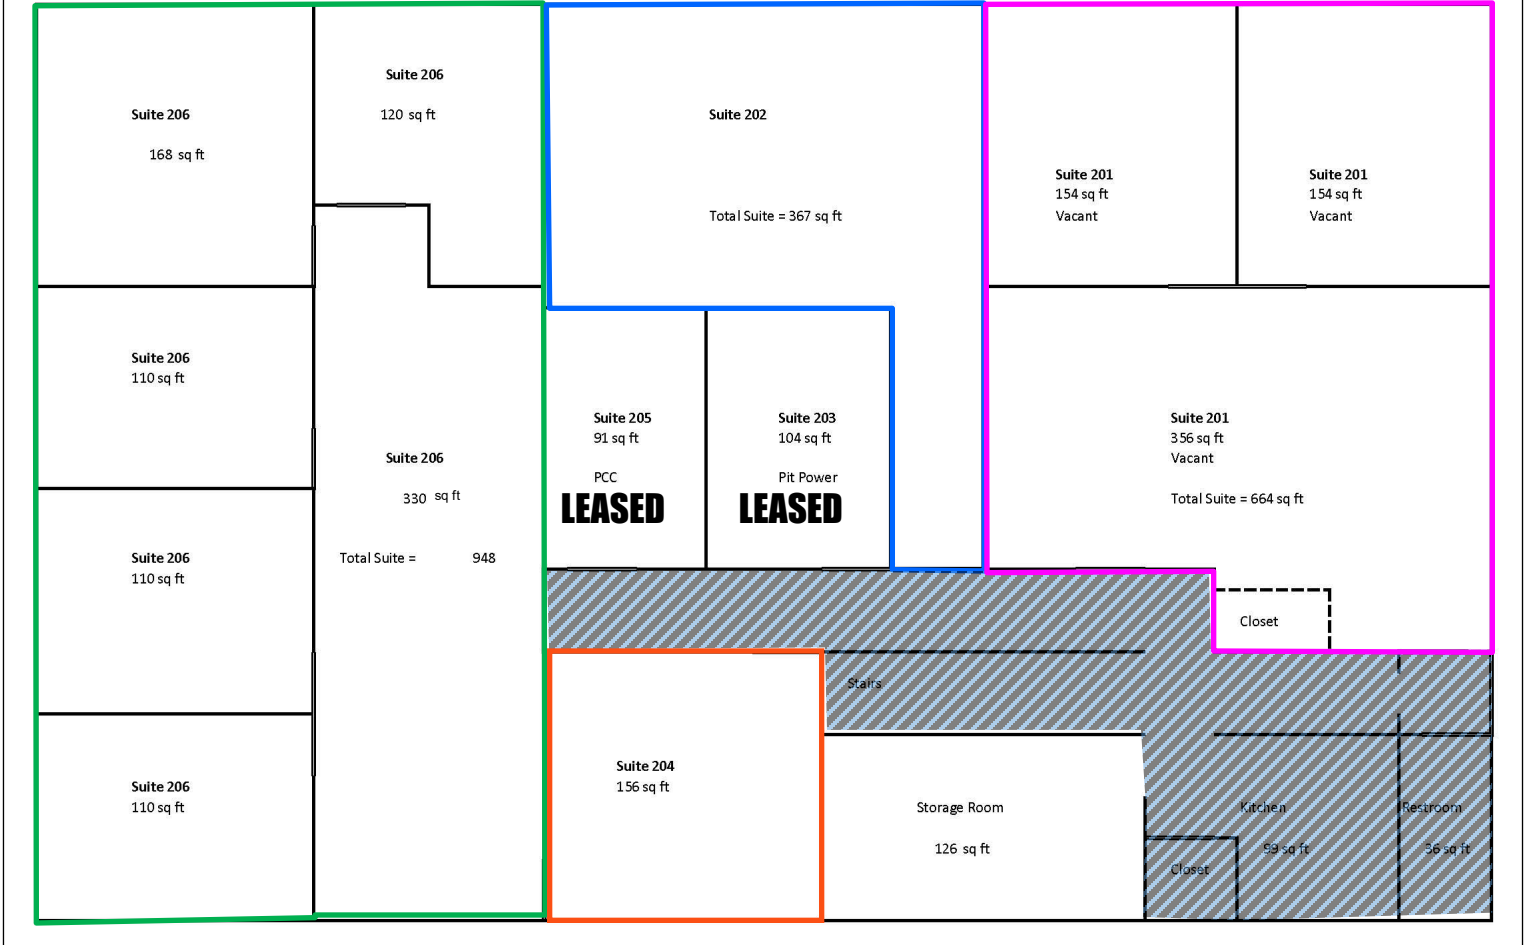 Suite 206
168 sq ft
Suite 206
120 sq ft
Suite 202
Total Suite = 367 sq ft
Suite 201
154 sq ft
Vacant
Suite 201
154 sq ft
Vacant
Suite 206
110 sq ft
Suite 206
330 sq ft
Total Suite = 948
Suite 205
91 sq ft
PCC
LEASED
Suite 203
104 sq ft
Pit Power
LEASED
Suite 201
356 sq ft
Vacant
Total Suite = 664 sq ft
Closet
Suite 206
110 sq ft
Stairs
Suite 206
110 sq ft
Suite 204
156 sq ft
Storage Room
126 sq ft
Kitchen
99 sq ft
Closet
Restroom
36 sq ft